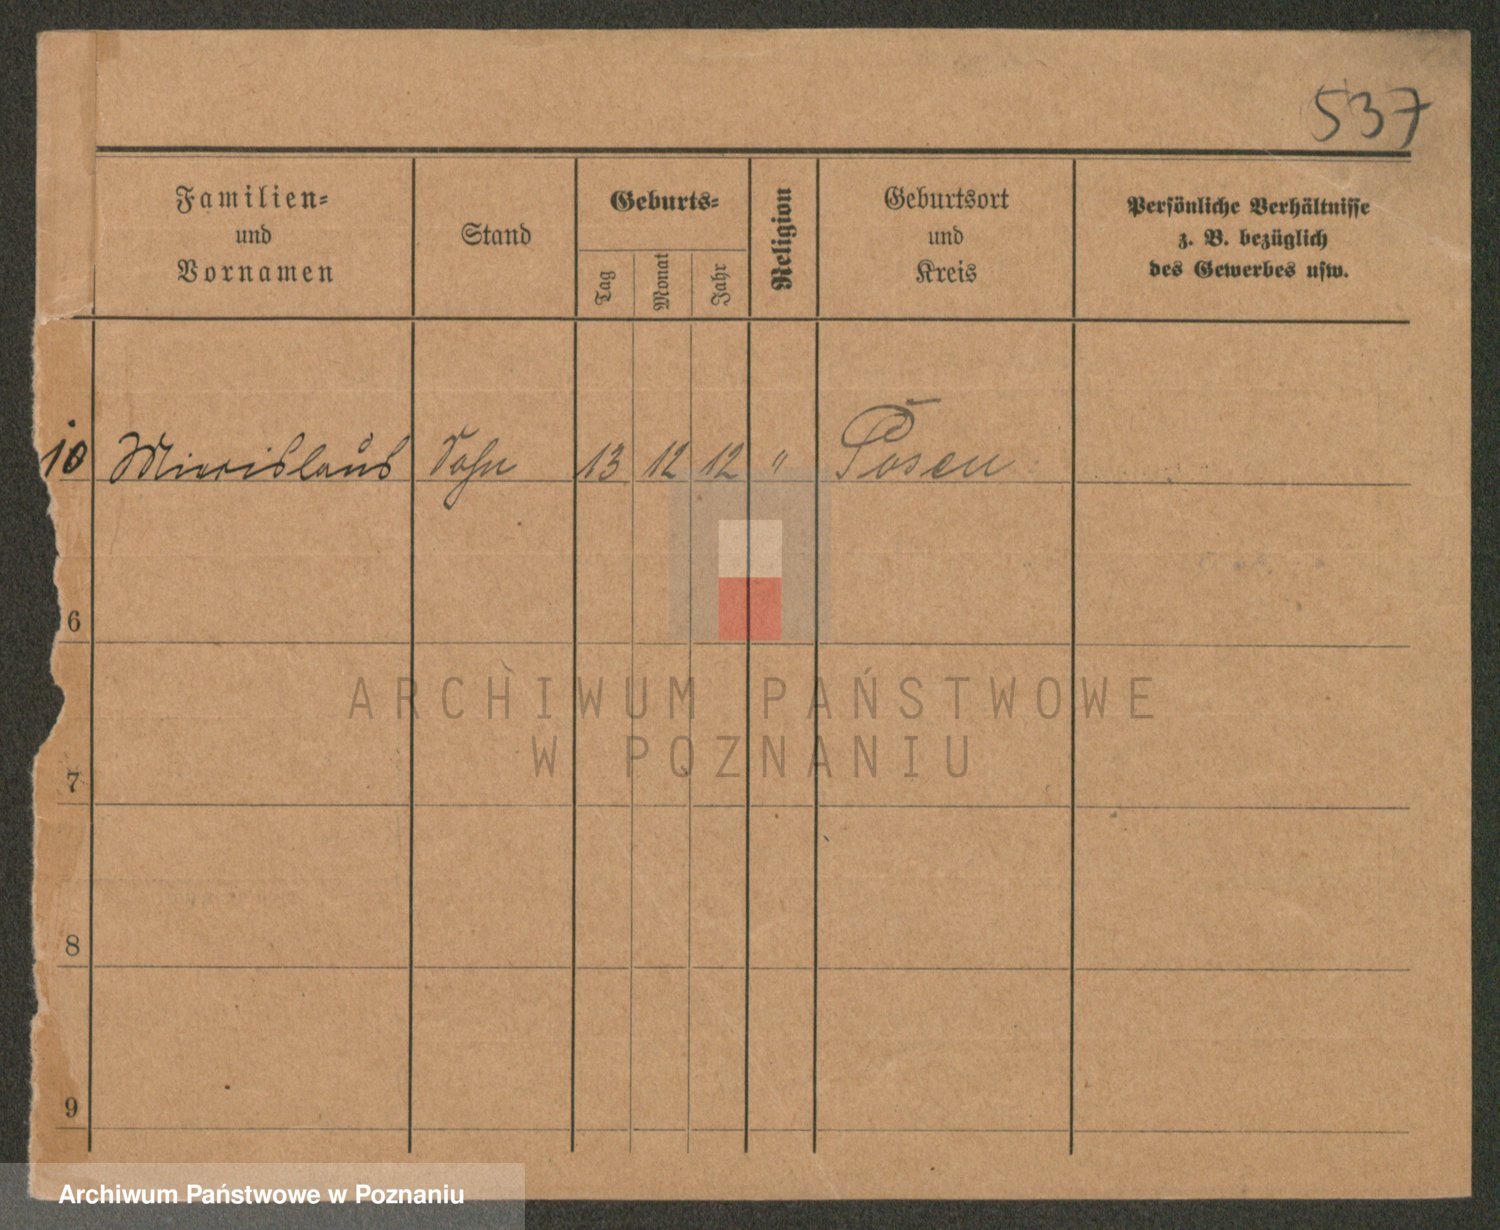 537
Familien=
und
Vornamen
Stand
Geburts=
Tag
Monat
Jahr
Religion
Geburtsort
und
Kreis
Persönliche Verhältnisse
z. B. bezüglich
des Gewerbes usw.
10 Miecislaus Sohn 13 12 12 " Posen
6
ARCHIWUM PAŃSTWOWE
W POZNANIU
7
8
9
Archiwum Państwowe w Poznaniu